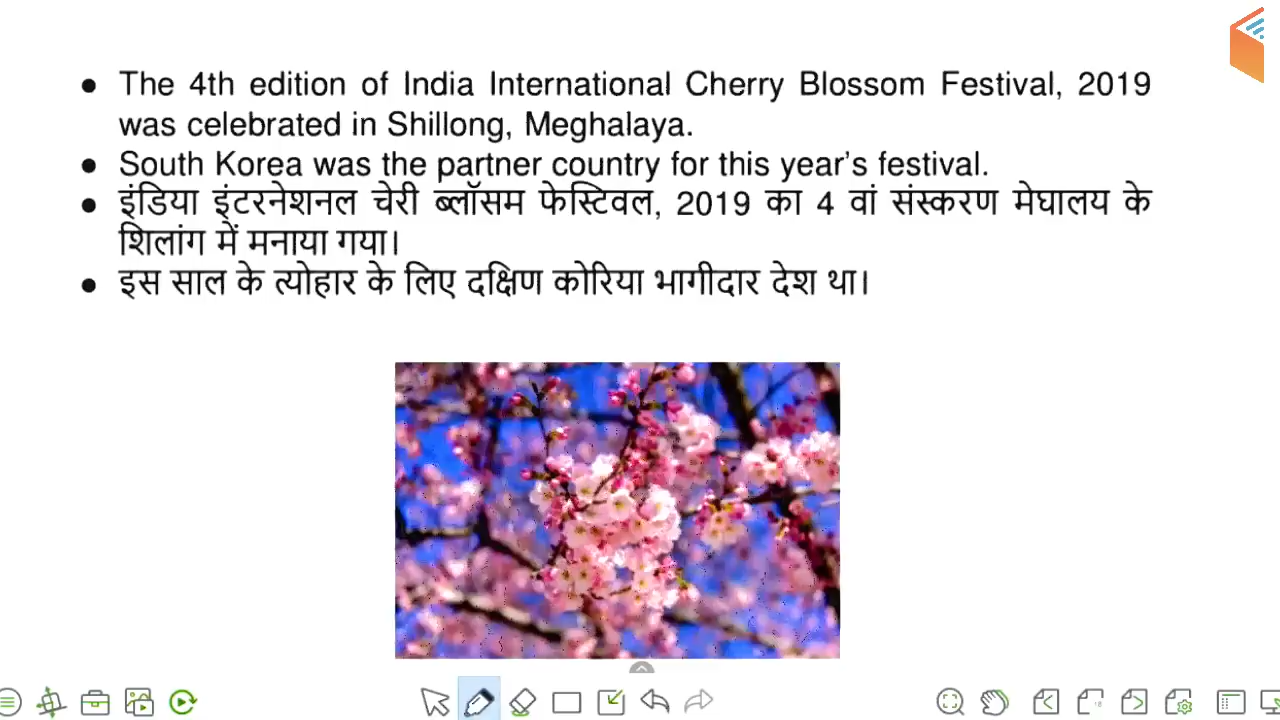 The 4th edition of India International Cherry Blossom Festival, 2019
was celebrated in Shillong, Meghalaya.
South Korea was the partner country for this year's festival.
इंडिया इंटरनेशनल चेरी ब्लॉसम फेस्टिवल, 2019 का 4 वां संस्करण मेघालय के
शिलांग में मनाया गया।
इस साल के त्योहार के लिए दक्षिण कोरिया भागीदार देश था।